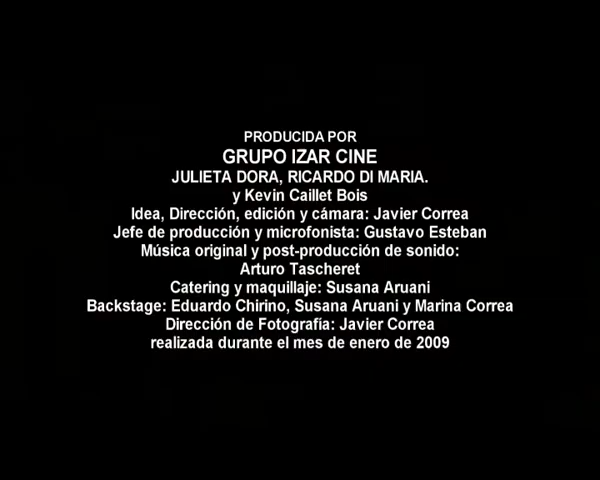 PRODUCIDA POR
GRUPO IZAR CINE
JULIETA DORA, RICARDO DI MARIA.
y Kevin Caillet Bois
Idea, Dirección, edición y cámara: Javier Correa
Jefe de producción y microfonista: Gustavo Esteban
Música original y post-producción de sonido:
Arturo Tascheret
Catering y maquillaje: Susana Aruani
Backstage: Eduardo Chirino, Susana Aruani y Marina Correa
Dirección de Fotografía: Javier Correa
realizada durante el mes de enero de 2009